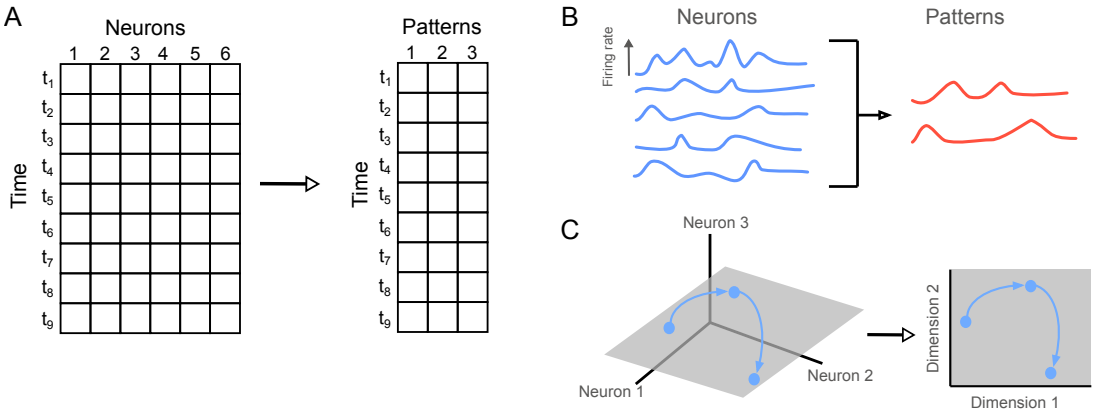 A
Neurons
1 2 3 4 5 6
Time
t1
t2
t3
t4
t5
t6
t7
t8
t9
Patterns
1 2 3
Time
t1
t2
t3
t4
t5
t6
t7
t8
t9
B
Neurons
Patterns
Firing rate
C
Neuron 3
Neuron 1
Neuron 2
Dimension 2
Dimension 1